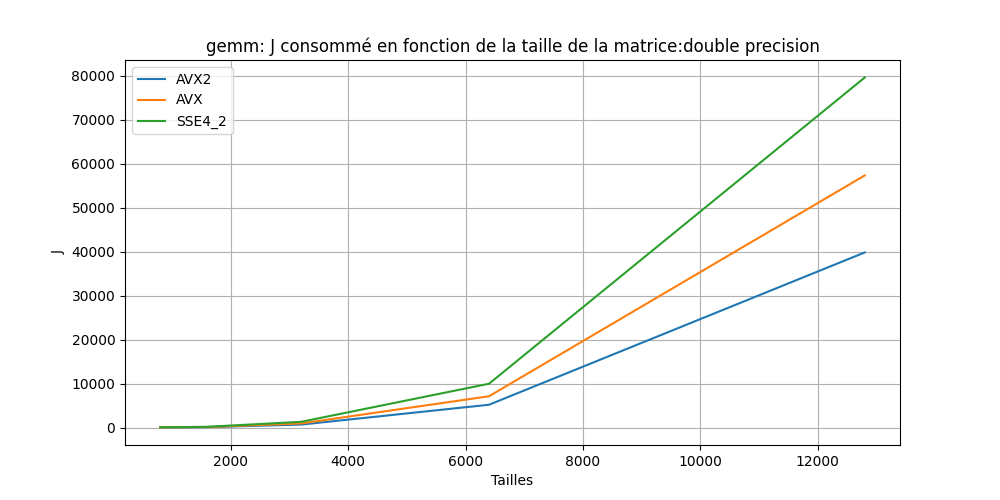 gemm: J consommé en fonction de la taille de la matrice:double precision
AVX2
AVX
SSE4_2
80000
70000
60000
50000
40000
30000
20000
10000
0
J
2000 4000 6000 8000 10000 12000
Tailles